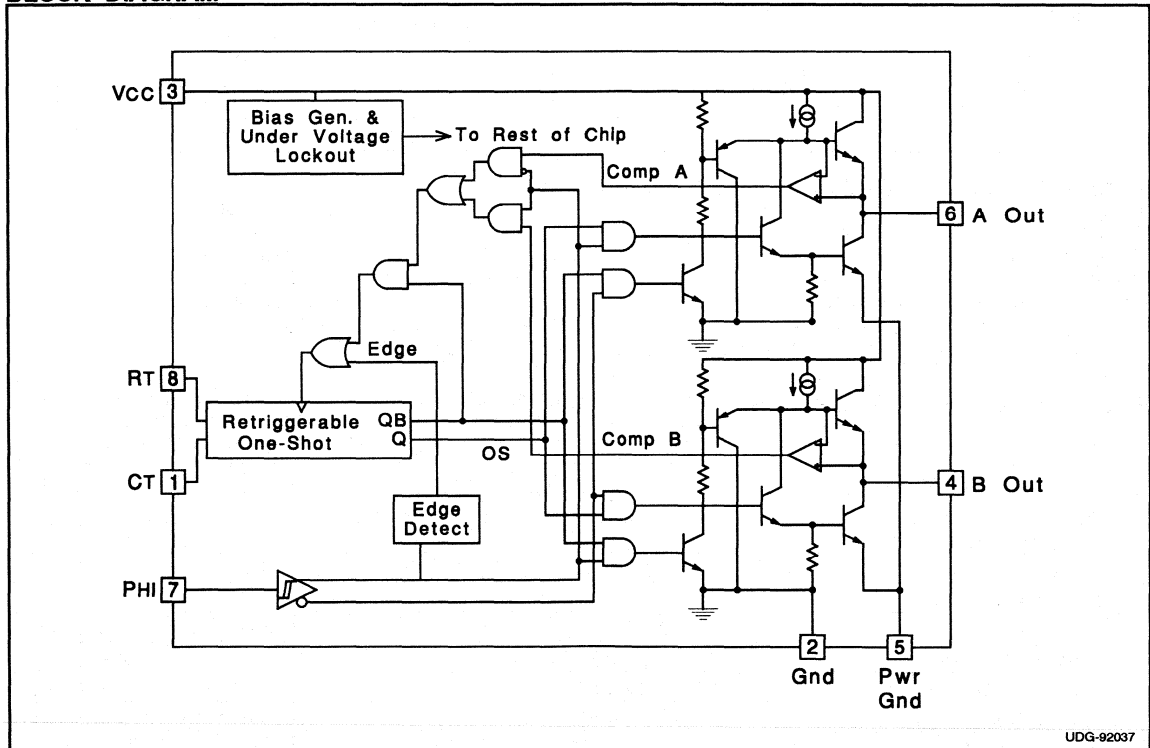 BLOCK DIAGRAM
VCC 3
Bias Gen. &
Under Voltage
Lockout
To Rest of Chip
Comp A
6 A Out
Edge
RT 8
Retriggerable
One-Shot
QB
Q
OS
Comp B
CT 1
4 B Out
Edge
Detect
PHI 7
2
Gnd
5
Pwr
Gnd
UDG-92037